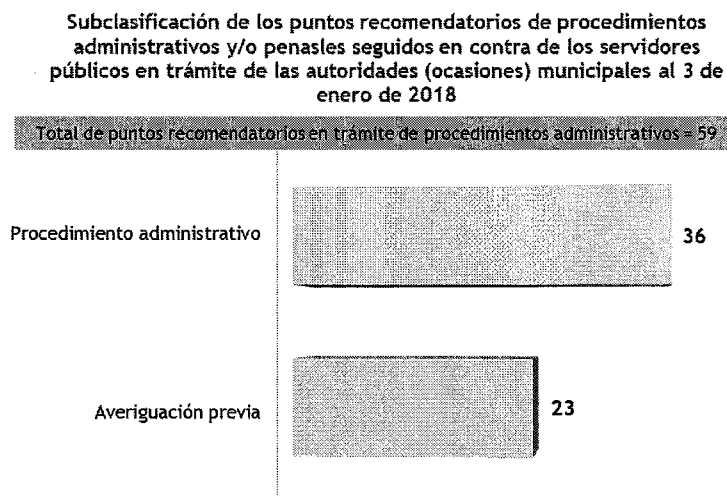 Subclasificación de los puntos recomendatorios de procedimientos
administrativos y/o penasles seguidos en contra de los servidores
públicos en trámite de las autoridades (ocasiones) municipales al 3 de
enero de 2018
Total de puntos recomendatorios en trámite de procedimientos administrativos = 59
Procedimiento administrativo
36
Averiguación previa
23